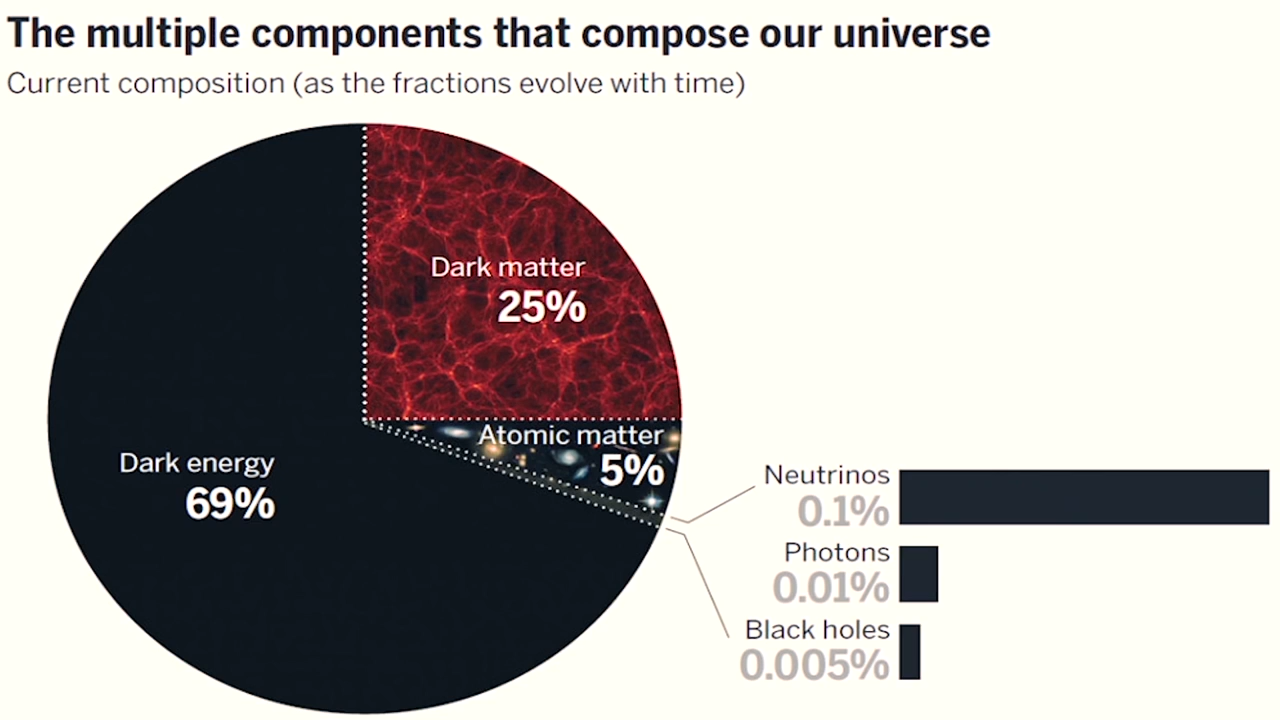 The multiple components that compose our universe
Current composition (as the fractions evolve with time)
Dark matter
25%
Atomic matter
5%
Dark energy
69%
Neutrinos
0.1%
Photons
0.01%
Black holes
0.005%